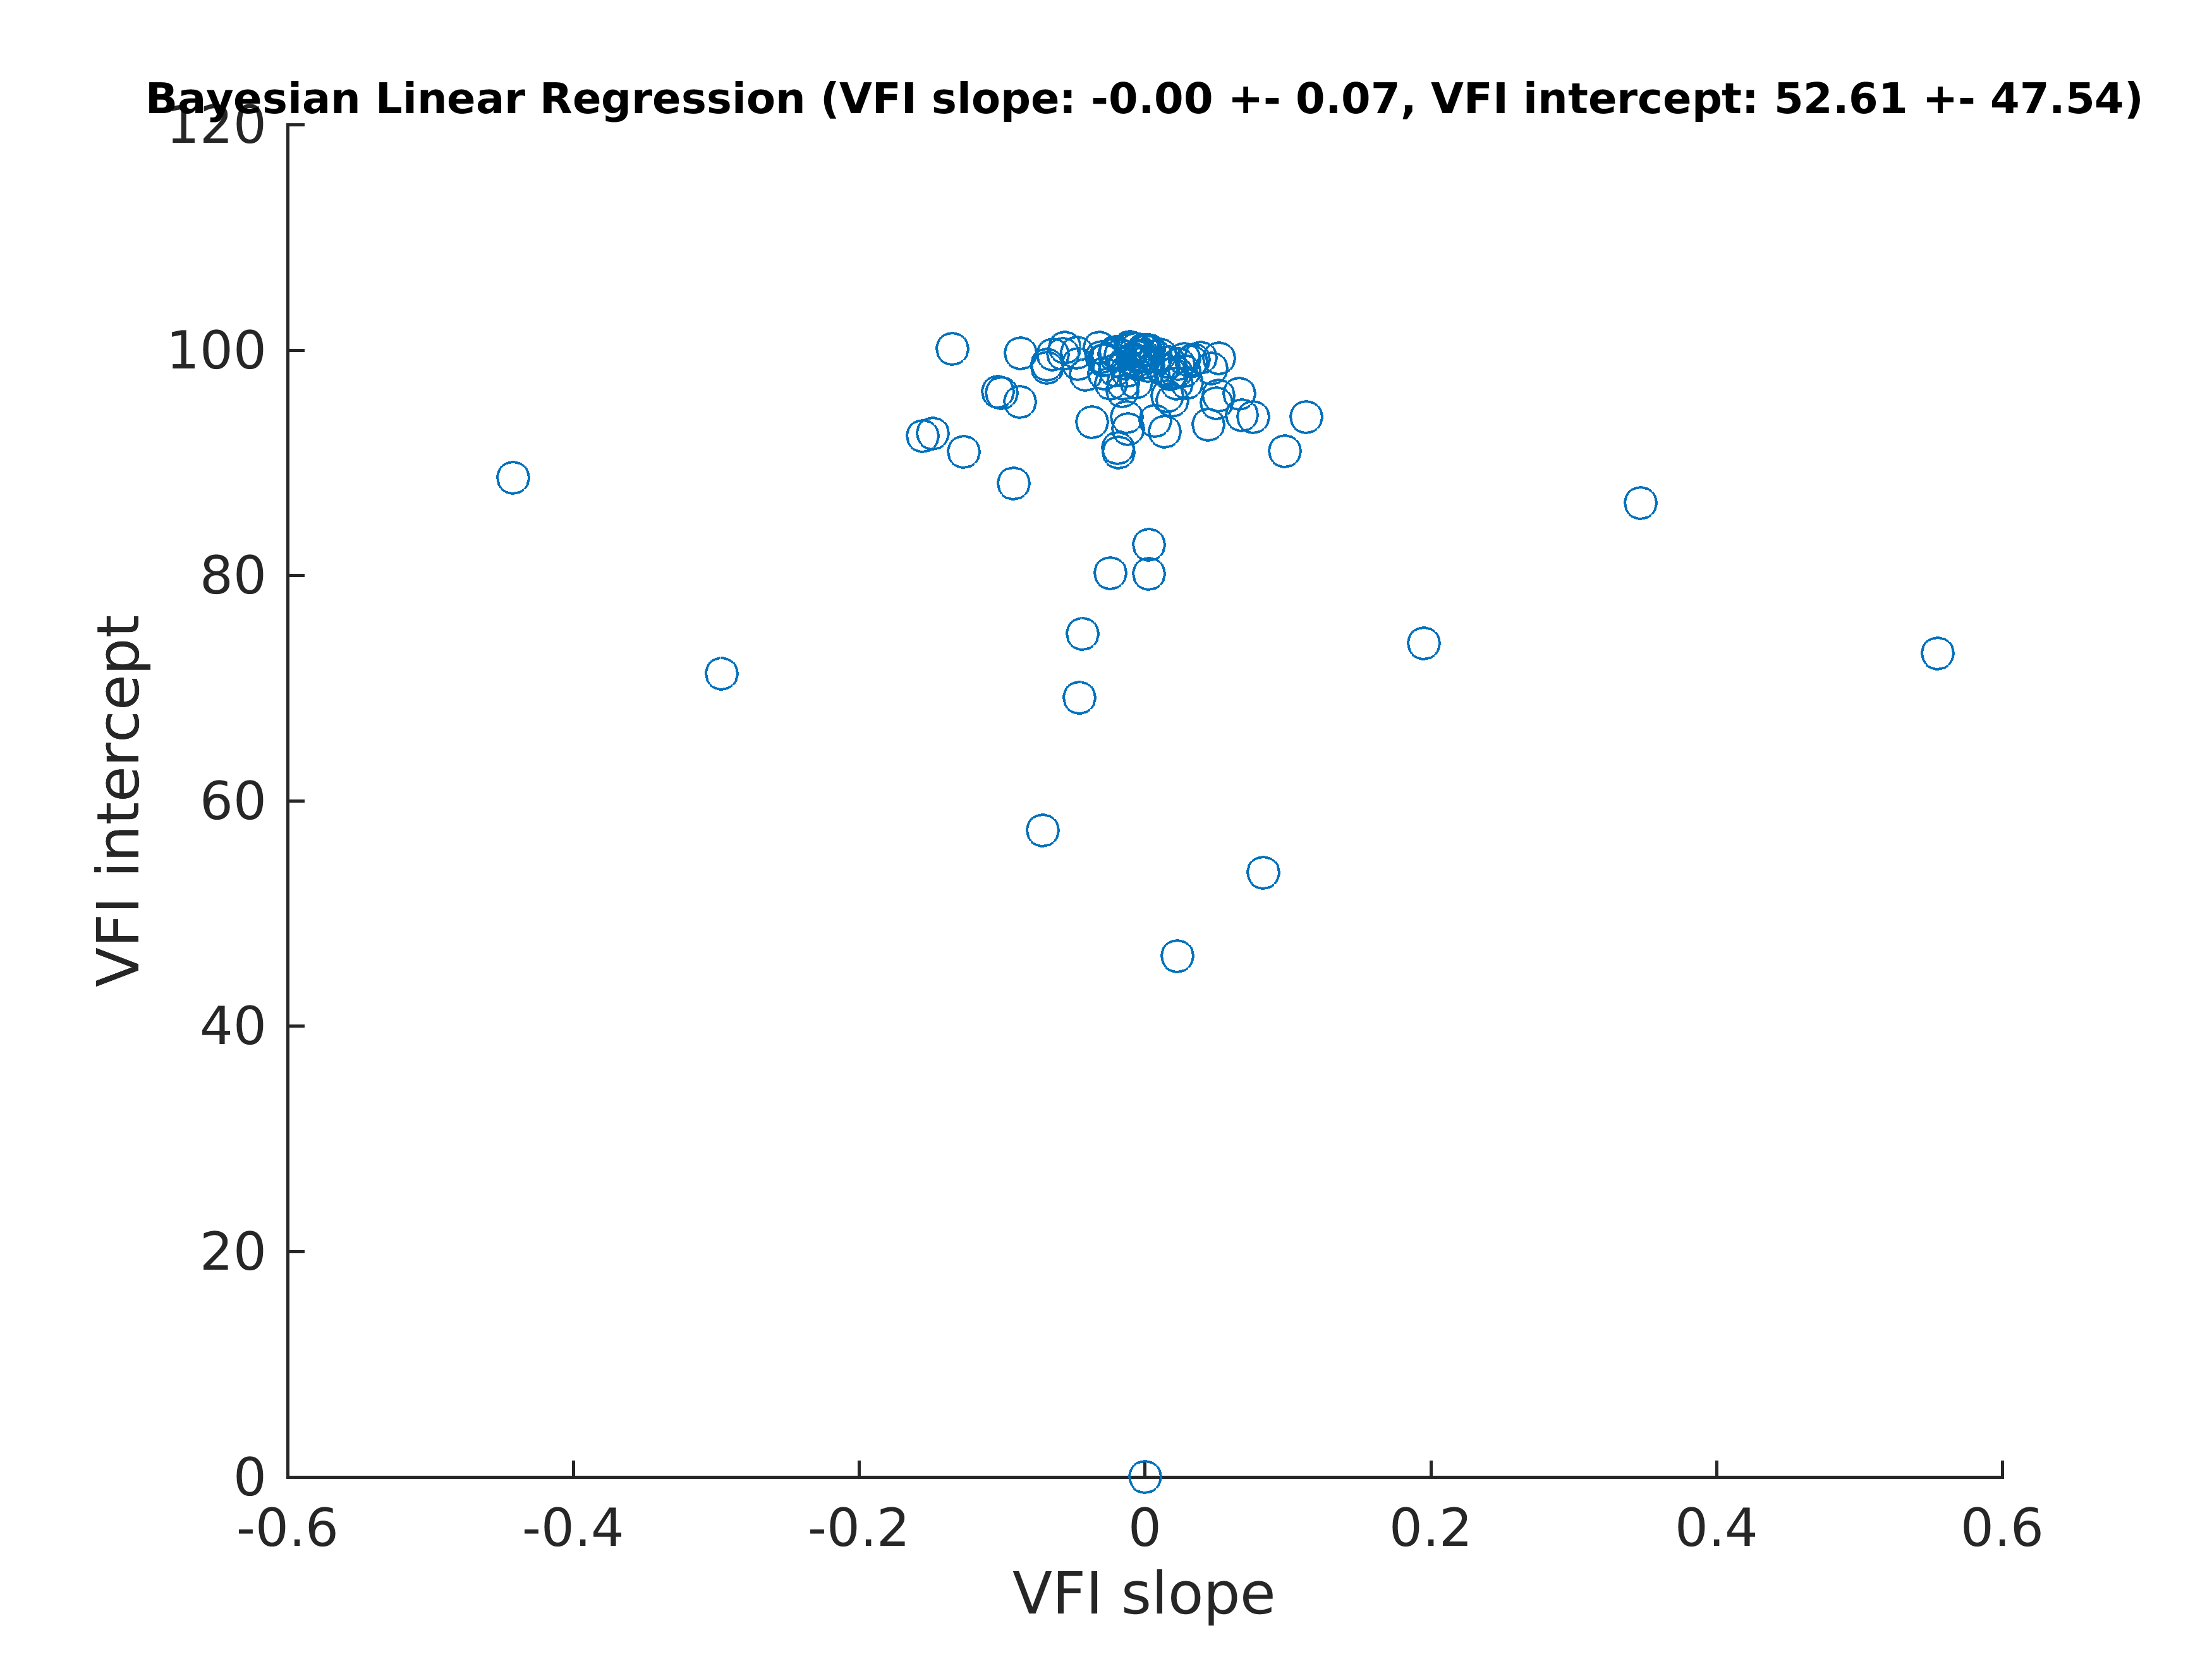 Bayesian Linear Regression (VFI slope: -0.00 +- 0.07, VFI intercept: 52.61 +- 47.54)
120
100
80
60
40
20
0
VFI intercept
-0.6 -0.4 -0.2 0 0.2 0.4 0.6
VFI slope